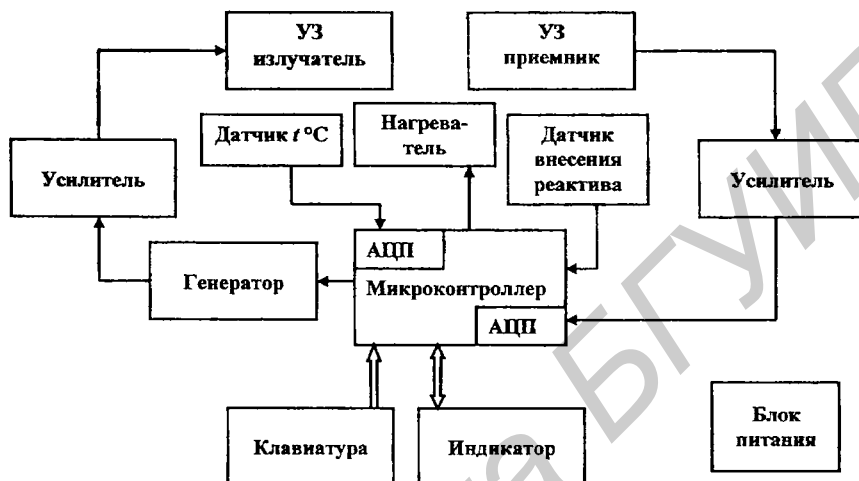 УЗ
излучатель
УЗ
приемник
Датчик t °C
Нагрева-
тель
Датчик
внесения
реактива
Усилитель
Усилитель
АЦП
Генератор
Микроконтроллер
АЦП
Клавиатура
Индикатор
Блок
питания